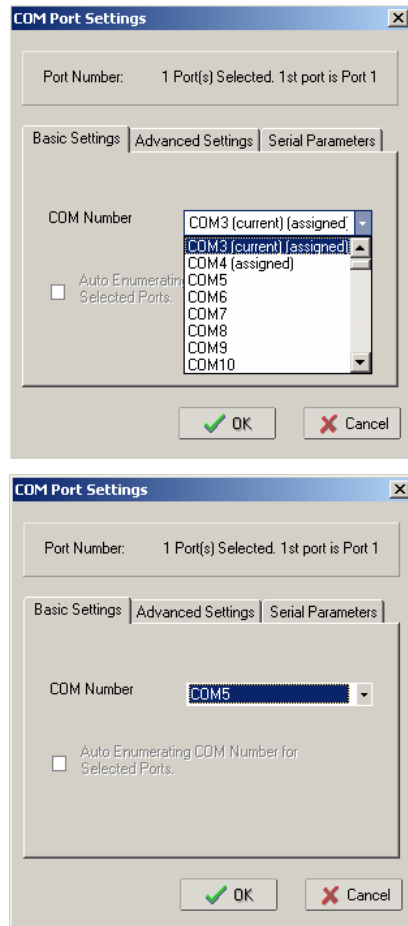 COM Port Settings
Port Number: 1 Port(s) Selected. 1st port is Port 1
Basic Settings Advanced Settings Serial Parameters
COM Number COM3 (current) (assigned)
COM3 (current) (assigned)
COM4 (assigned)
Auto Enumerating COM5
Selected Ports. COM6
COM7
COM8
COM9
COM10
OK Cancel
COM Port Settings
Port Number: 1 Port(s) Selected. 1st port is Port 1
Basic Settings Advanced Settings Serial Parameters
COM Number COM5
Auto Enumerating COM Number for
Selected Ports.
OK Cancel